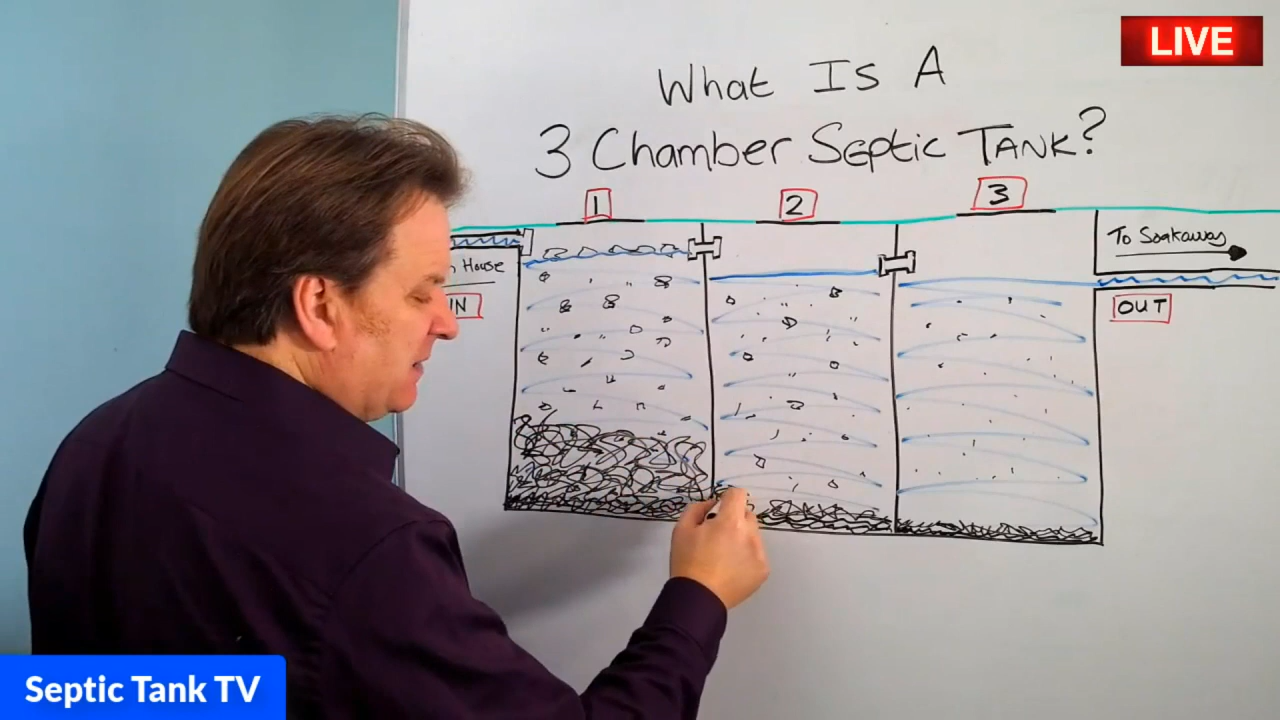 LIVE
What Is A
3 Chamber Septic Tank?
1
2
3
House
IN
To Soakaway
OUT
Septic Tank TV